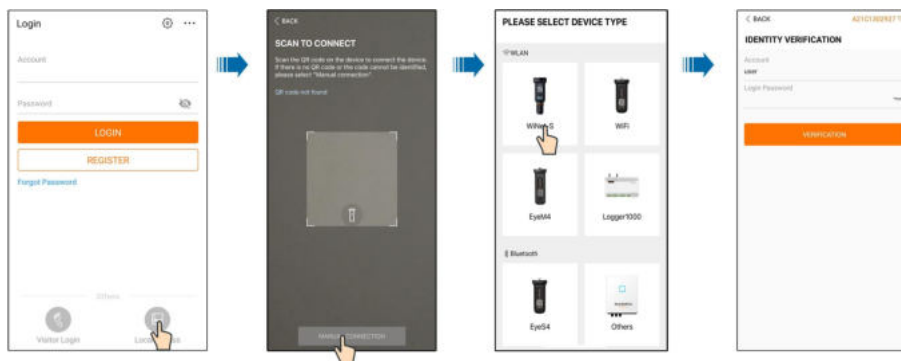 Login
Account
Password
LOGIN
REGISTER
Forgot Password
Others
Visitor Login
BACK
SCAN TO CONNECT
Scan the QR code on the device to connect the device.
If there is no QR code or the code cannot be identified,
please select "Manual connection".
QR code not found
MANUAL CONNECTION
PLEASE SELECT DEVICE TYPE
WLAN
WiNet-S
WiFi
EyeM4
Logger1000
Bluetooth
EyeS4
Others
BACK
IDENTITY VERIFICATION
Account
user
Login Password
VERIFICATION